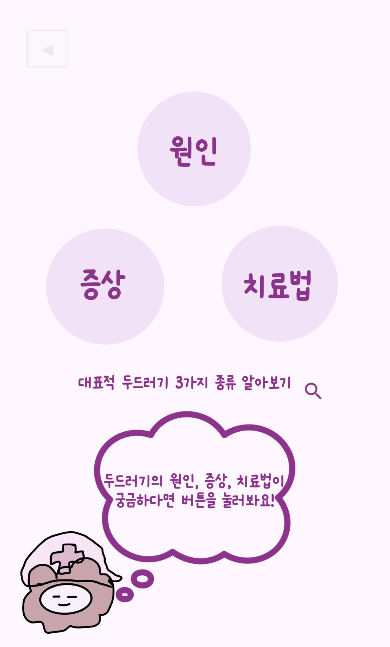 원인
증상
치료법
대표적 두드러기 3가지 종류 알아보기
두드러기의 원인, 증상, 치료법이
궁금하다면 버튼을 눌러봐요!